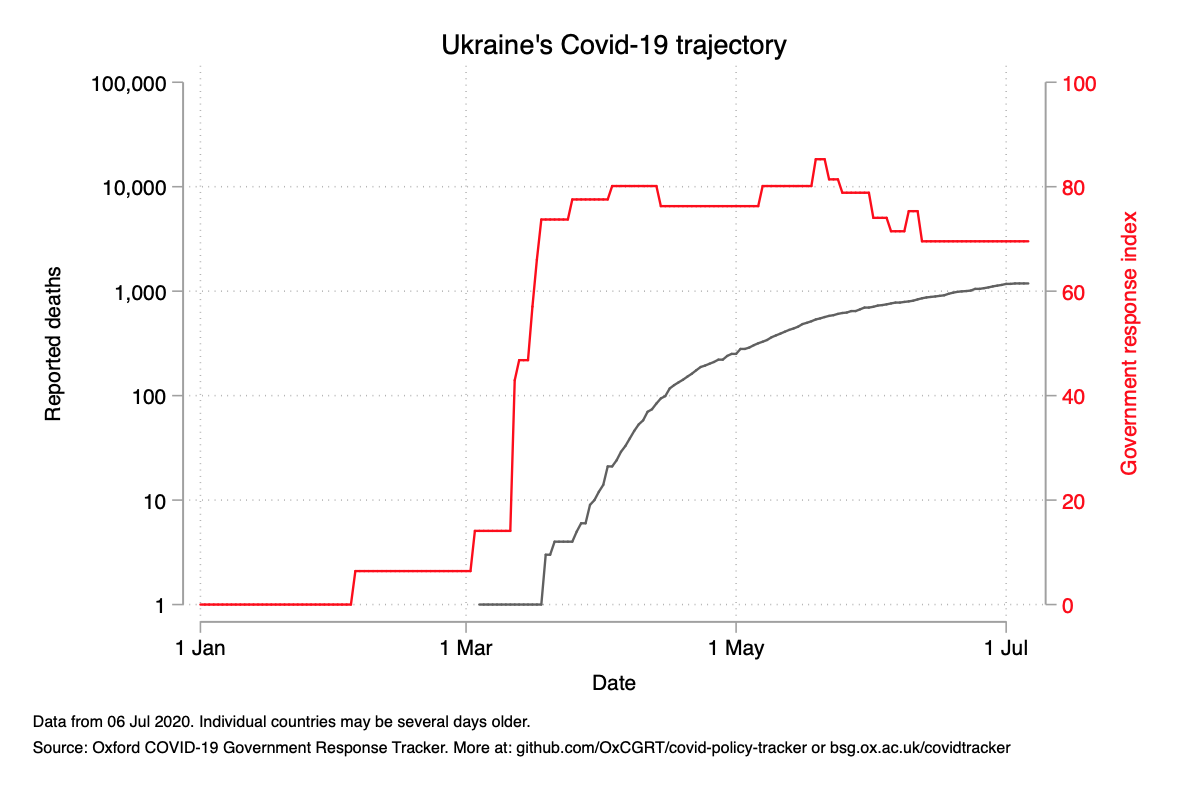 Ukraine's Covid-19 trajectory
100,000
10,000
1,000
100
10
1
Reported deaths
100
80
60
40
20
0
Government response index
1 Jan
1 Mar
1 May
1 Jul
Date
Data from 06 Jul 2020. Individual countries may be several days older.
Source: Oxford COVID-19 Government Response Tracker. More at: github.com/OxCGRT/covid-policy-tracker or bsg.ox.ac.uk/covidtracker